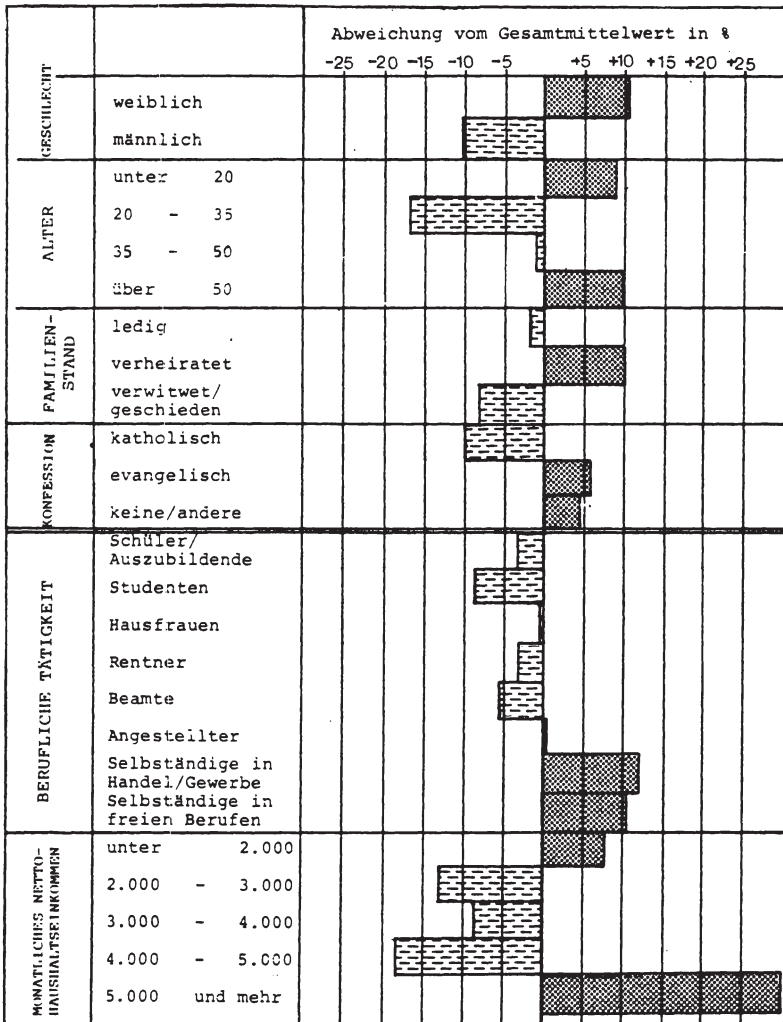 Abweichung vom Gesamtmittelwert in %
-25 -20 -15 -10 -5 +5 +10 +15 +20 +25
GESCHLECHT
weiblich
männlich
ALTER
unter 20
20 - 35
35 - 50
über 50
FAMILIEN-
STAND
ledig
verheiratet
verwitwet/
geschieden
KONFESSION
katholisch
evangelisch
keine/andere
BERUFLICHE TÄTIGKEIT
Schüler/
Auszubildende
Studenten
Hausfrauen
Rentner
Beamte
Angestellter
Selbständige in
Handel/Gewerbe
Selbständige in
freien Berufen
MONATLICHES NETTO-
HAUSHALTSEINKOMMEN
unter 2.000
2.000 - 3.000
3.000 - 4.000
4.000 - 5.000
5.000 und mehr